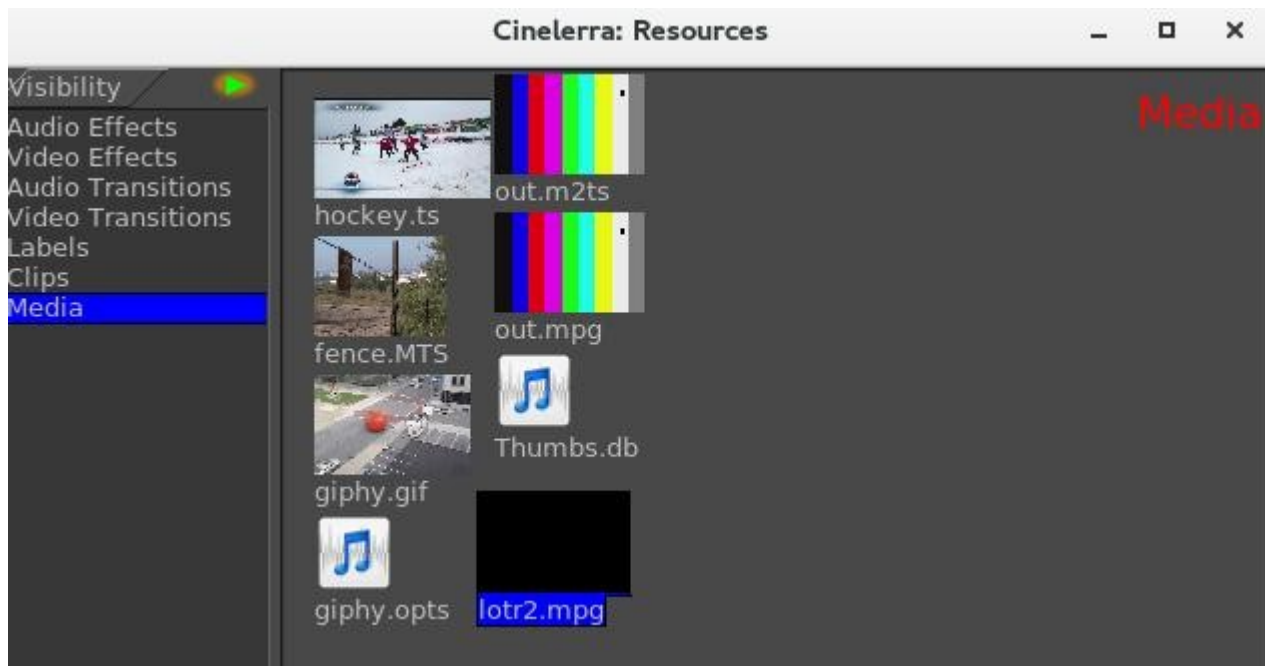 Cinelerra: Resources
Visibility
Audio Effects
Video Effects
Audio Transitions
Video Transitions
Labels
Clips
Media
Media
hockey.ts
fence.MTS
giphy.gif
giphy.opts
out.m2ts
out.mpg
Thumbs.db
lotr2.mpg